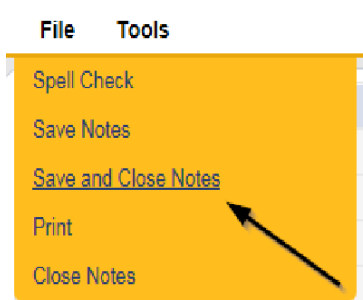 File Tools
Spell Check
Save Notes
Save and Close Notes
Print
Close Notes